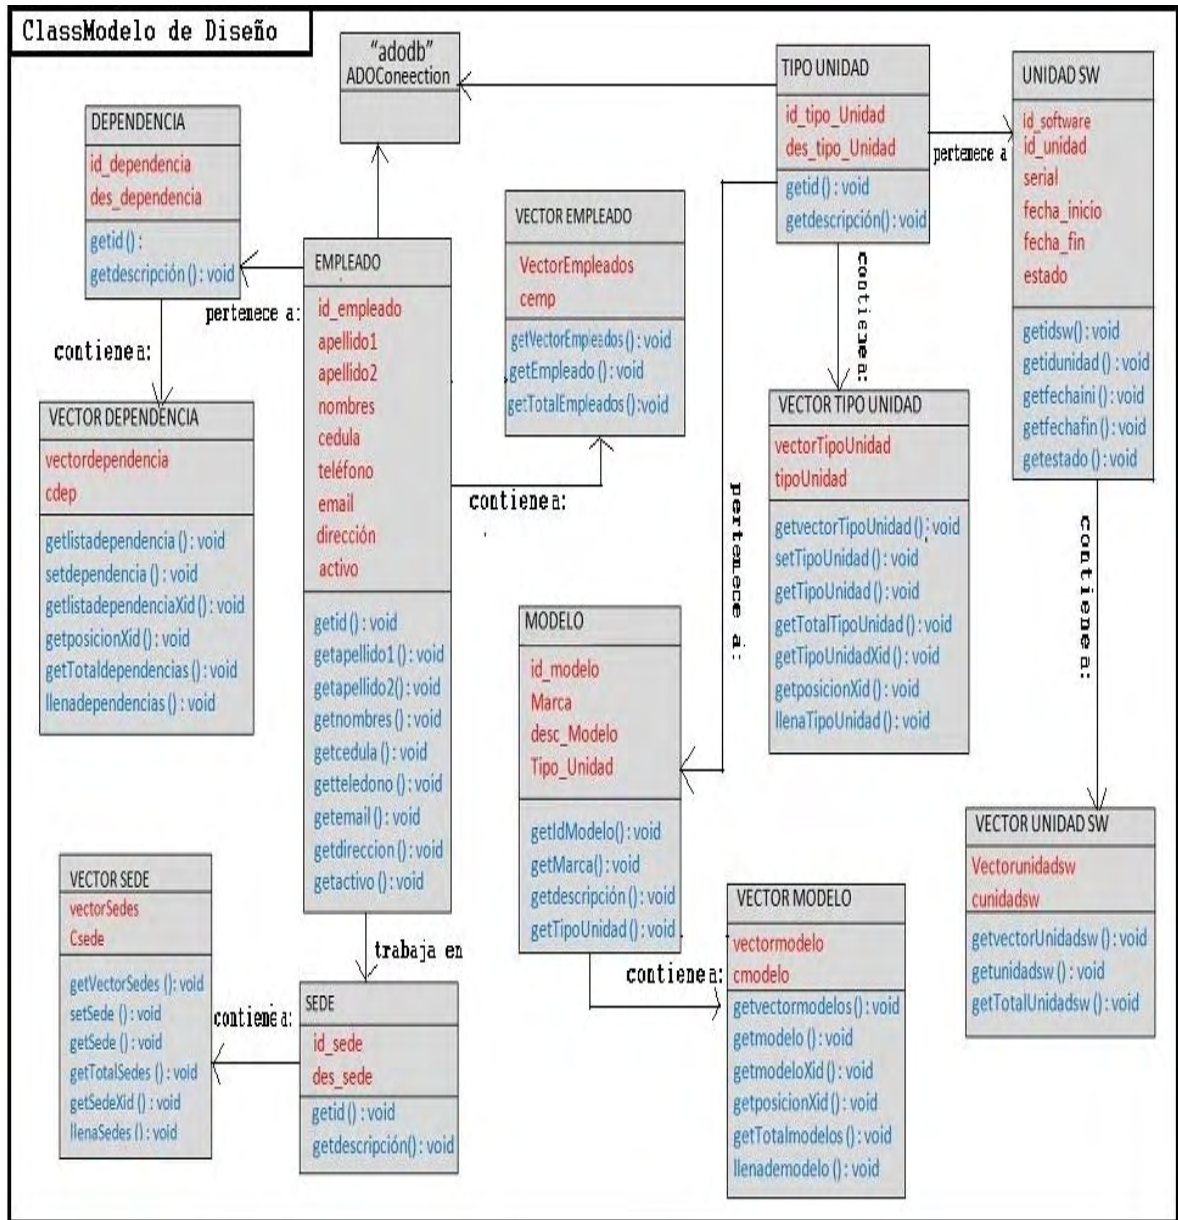 ClassModelo de Diseño
"adodb"
ADOConeection
TIPO UNIDAD
id_tipo_Unidad
des_tipo_Unidad
getid() : void
getdescripción() : void
pertemece a
UNIDAD SW
id_software
id_unidad
serial
fecha_inicio
fecha_fin
estado
getidsw() : void
getidunidad() : void
getfechaini() : void
getfechafin() : void
getestado () : void
DEPENDENCIA
id_dependencia
des_dependencia
getid () :
getdescripción () : void
pertemece a:
contiene a:
VECTOR DEPENDENCIA
vectordependencia
cdep
getlistadependencia () : void
setdependencia () : void
getlistadependenciaXid () : void
getposicionXid () : void
getTotaldependencias () : void
llenadependencias () : void
EMPLEADO
id_empleado
apellido1
apellido2
nombres
cedula
teléfono
email
dirección
activo
getid () : void
getapellido1 () : void
getapellido2() : void
getnombres () : void
getcedula () : void
getteledono () : void
getemail () : void
getdireccion () : void
getactivo () : void
contiene a:
VECTOR EMPLEADO
VectorEmpleados
cemp
getVectorEmpleados () : void
getEmpleado () : void
getTotalEmpleados () :void
contiene a:
VECTOR TIPO UNIDAD
vectorTipoUnidad
tipoUnidad
getvectorTipoUnidad () : void
setTipoUnidad () : void
getTipoUnidad () : void
getTotalTipoUnidad () : void
getTipoUnidadXid () : void
getposicionXid () : void
llenaTipoUnidad () : void
pertemece á:
MODELO
id_modelo
Marca
desc_Modelo
Tipo_Unidad
getIdModelo() : void
getMarca() : void
getdescripción() : void
getTipoUnidad () : void
contiene a:
VECTOR UNIDAD SW
Vectorunidadsw
cunidadsw
getvectorUnidadsw () : void
getunidadsw () : void
getTotalUnidadsw () : void
contiene a:
VECTOR MODELO
vectormodelo
cmodelo
getvectormodelos () : void
getmodelo () : void
getmodeloXid () : void
getposicionXid () : void
getTotalmodelos () : void
llenademodelo () : void
trabaja en
SEDE
id_sede
des_sede
getid () : void
getdescripción() : void
contiene a:
VECTOR SEDE
vectorSedes
Csede
getVectorSedes () : void
setSede () : void
getSede () : void
getTotalSedes () : void
getSedeXid () : void
llenaSedes () : void